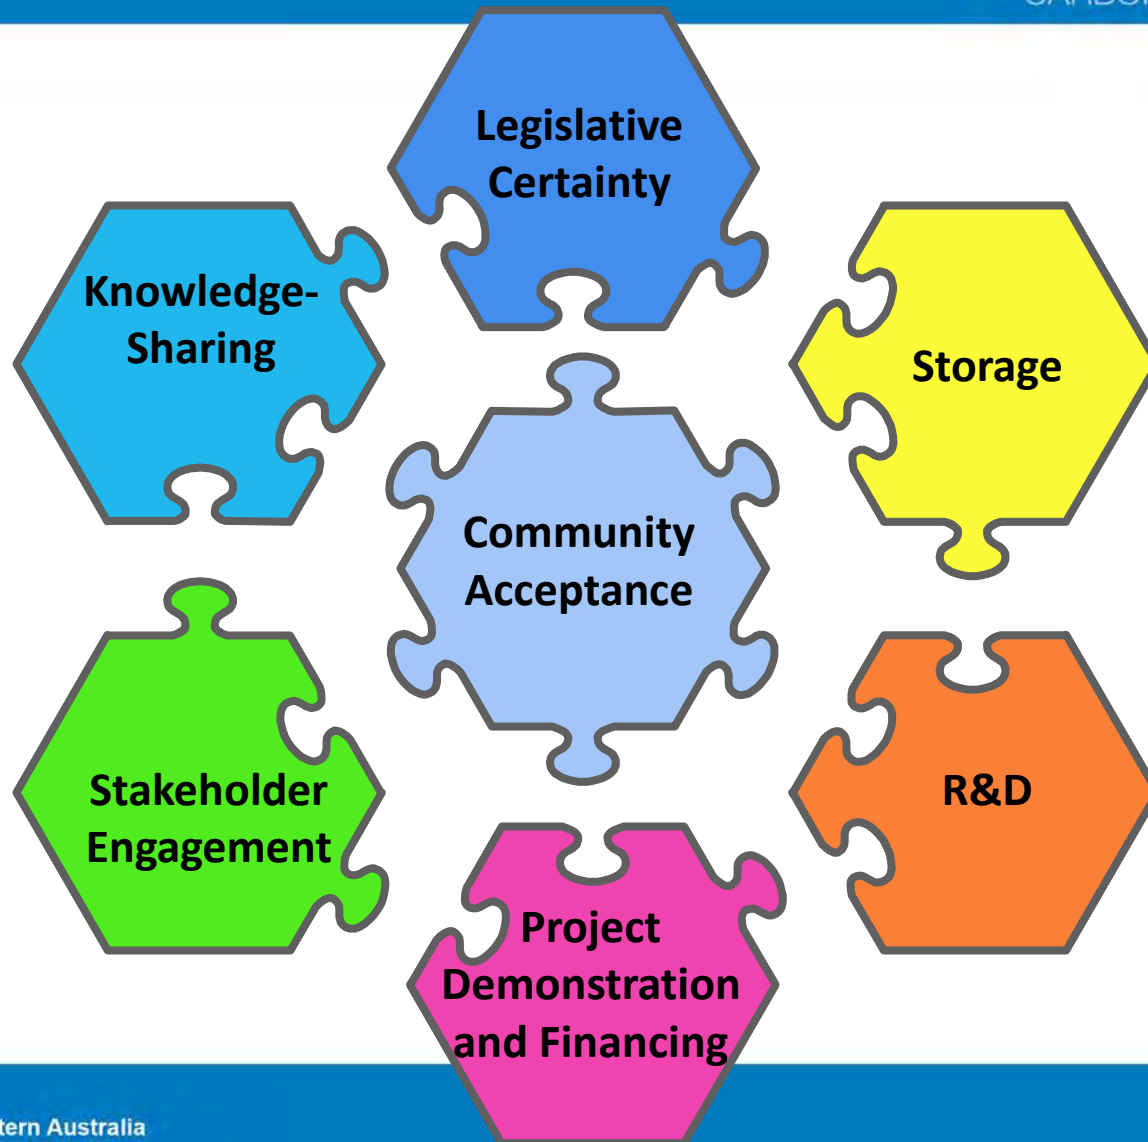 Legislative
Certainty
Knowledge-
Sharing
Storage
Community
Acceptance
Stakeholder
Engagement
R&D
Project
Demonstration
and Financing
tern Australia